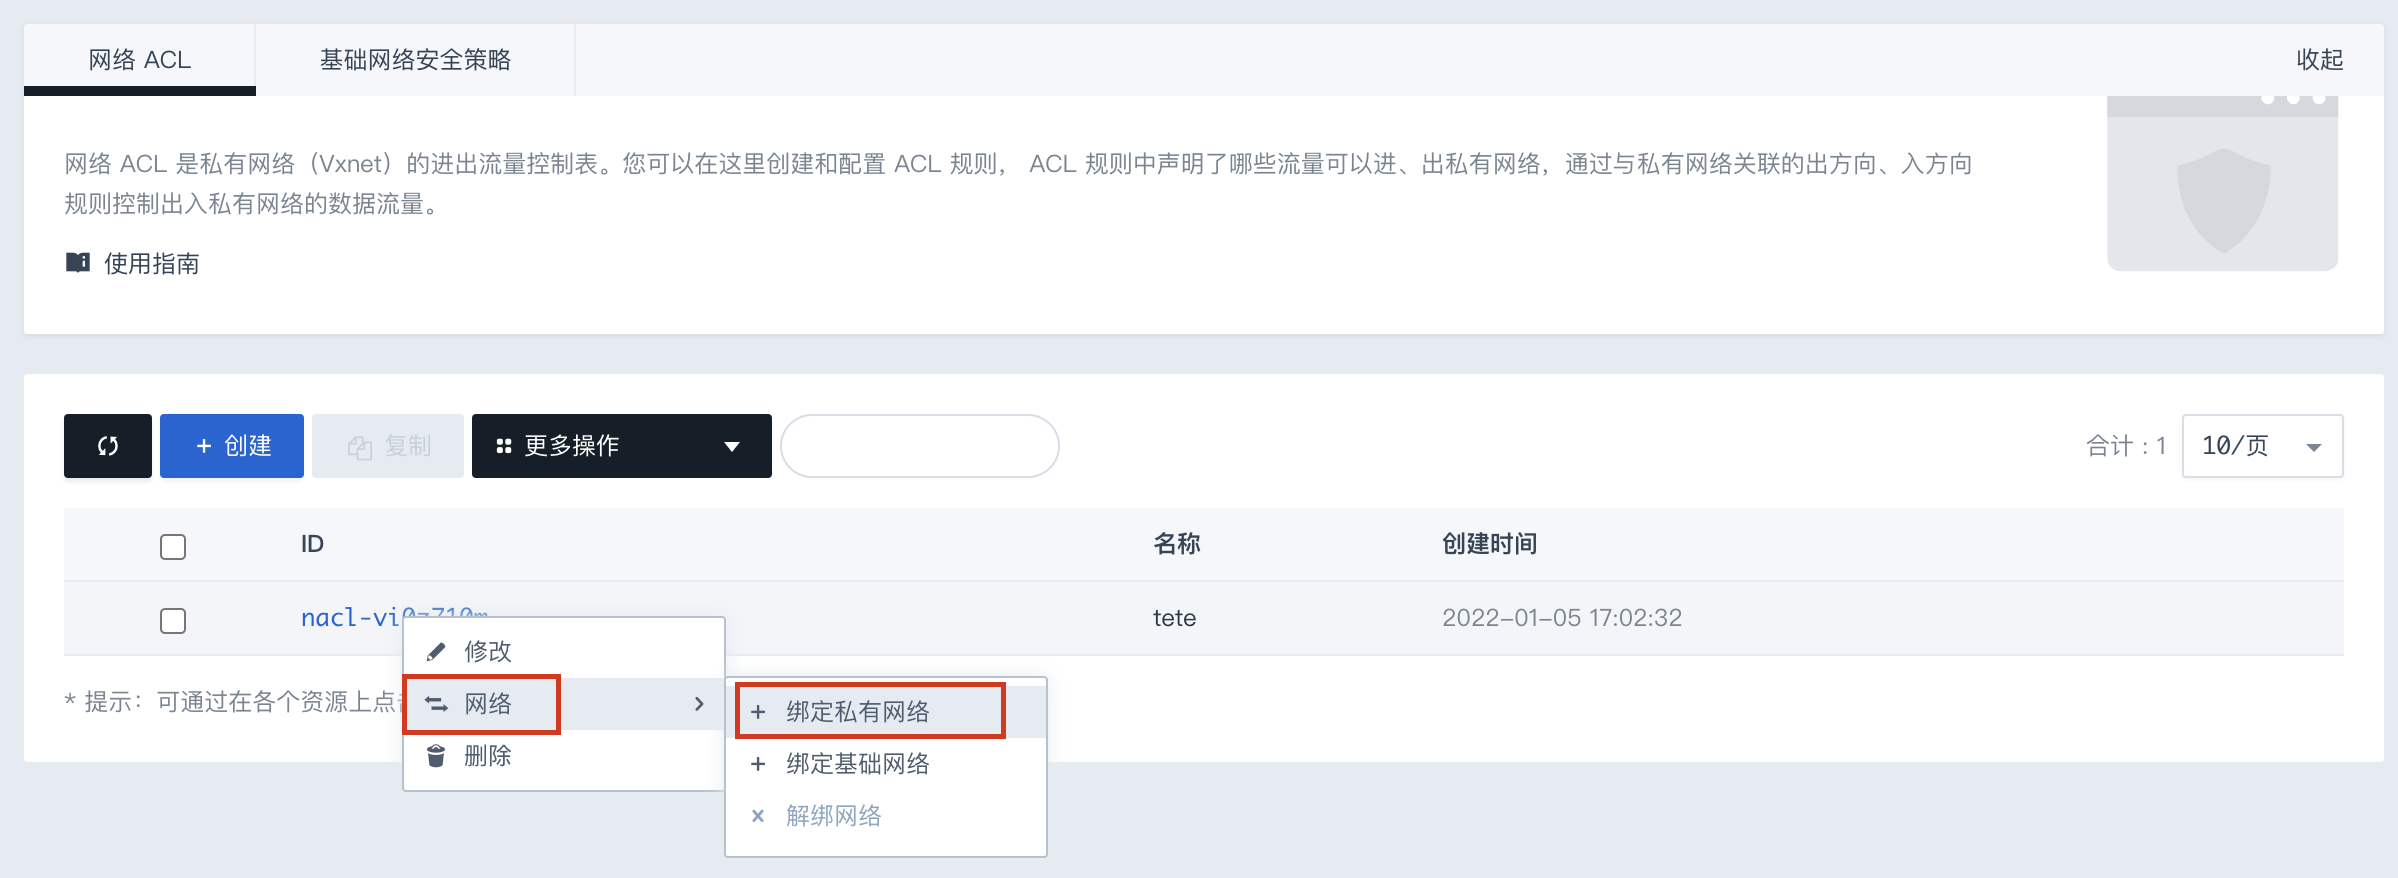 网络 ACL
基础网络安全策略
收起
网络 ACL 是私有网络（Vxnet）的进出流量控制表。您可以在这里创建和配置 ACL 规则， ACL 规则中声明了哪些流量可以进、出私有网络，通过与私有网络关联的出方向、入方向
规则控制出入私有网络的数据流量。
使用指南
+ 创建
复制
更多操作
合计 : 1
10/页
ID
名称
创建时间
nacl-vi0z710m
tete
2022-01-05 17:02:32
* 提示：可通过在各个资源上点
修改
网络
删除
+ 绑定私有网络
+ 绑定基础网络
× 解绑网络